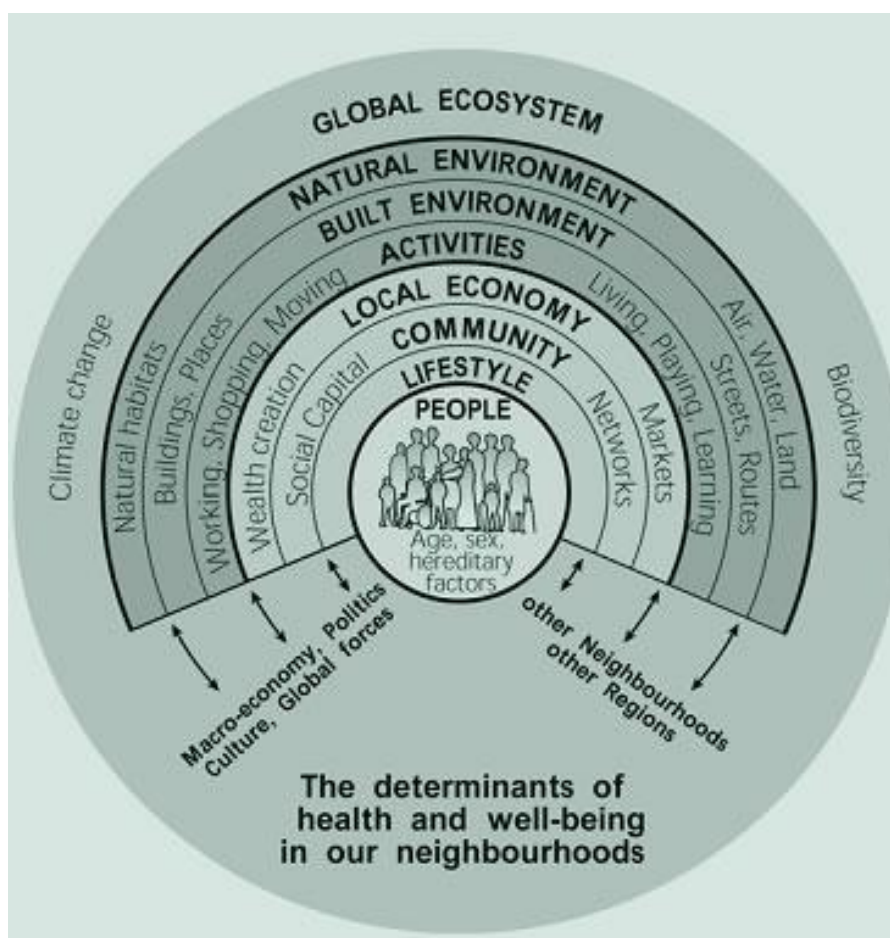 GLOBAL ECOSYSTEM
NATURAL ENVIRONMENT
BUILT ENVIRONMENT
ACTIVITIES
LOCAL ECONOMY
COMMUNITY
LIFESTYLE
PEOPLE
Age, sex,
hereditary
factors
Climate change
Natural habitats
Buildings, Places
Working, Shopping, Moving
Wealth creation
Social Capital
Networks
Markets
Living, Playing, Learning
Streets, Routes
Air, Water, Land
Biodiversity
Macro-economy, Politics
Culture, Global forces
other Neighbourhoods
other Regions
The determinants of
health and well-being
in our neighbourhoods